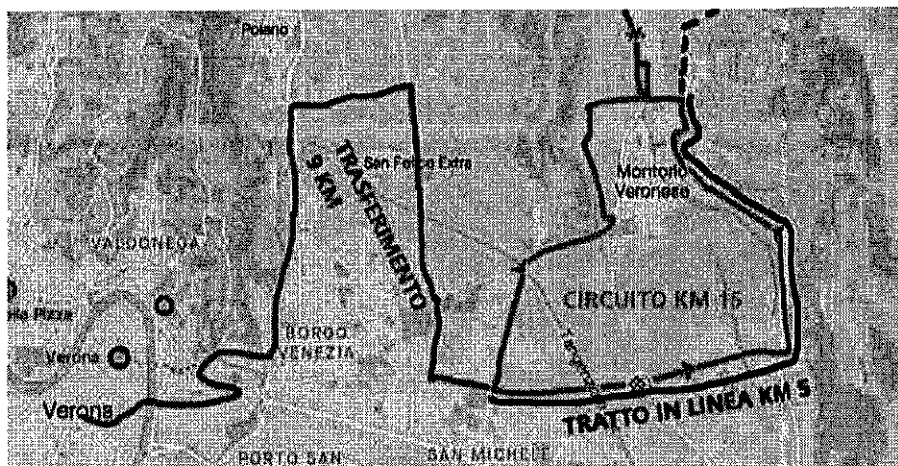 Poiano
San Felice Extra
TRASFERIMENTO
9 KM
Montorio
Veronese
VALDONEGA
CIRCUITO KM 15
BORGO
VENEZIA
Verona
Verona
TRATTO IN LINEA KM 5
PORTO SAN
SAN MICHELE